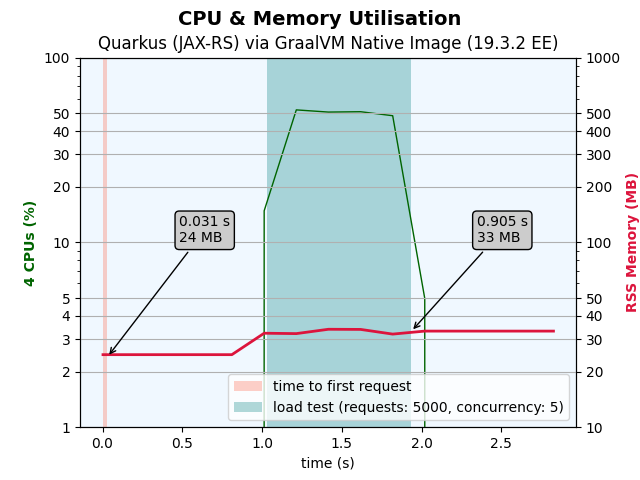 CPU & Memory Utilisation
Quarkus (JAX-RS) via GraalVM Native Image (19.3.2 EE)
100
50
40
30
20
10
5
4
3
2
1
4 CPUs (%)
0.031 s
24 MB
0.905 s
33 MB
1000
500
400
300
200
100
50
40
30
20
10
RSS Memory (MB)
time to first request
load test (requests: 5000, concurrency: 5)
0.0
0.5
1.0
1.5
2.0
2.5
time (s)